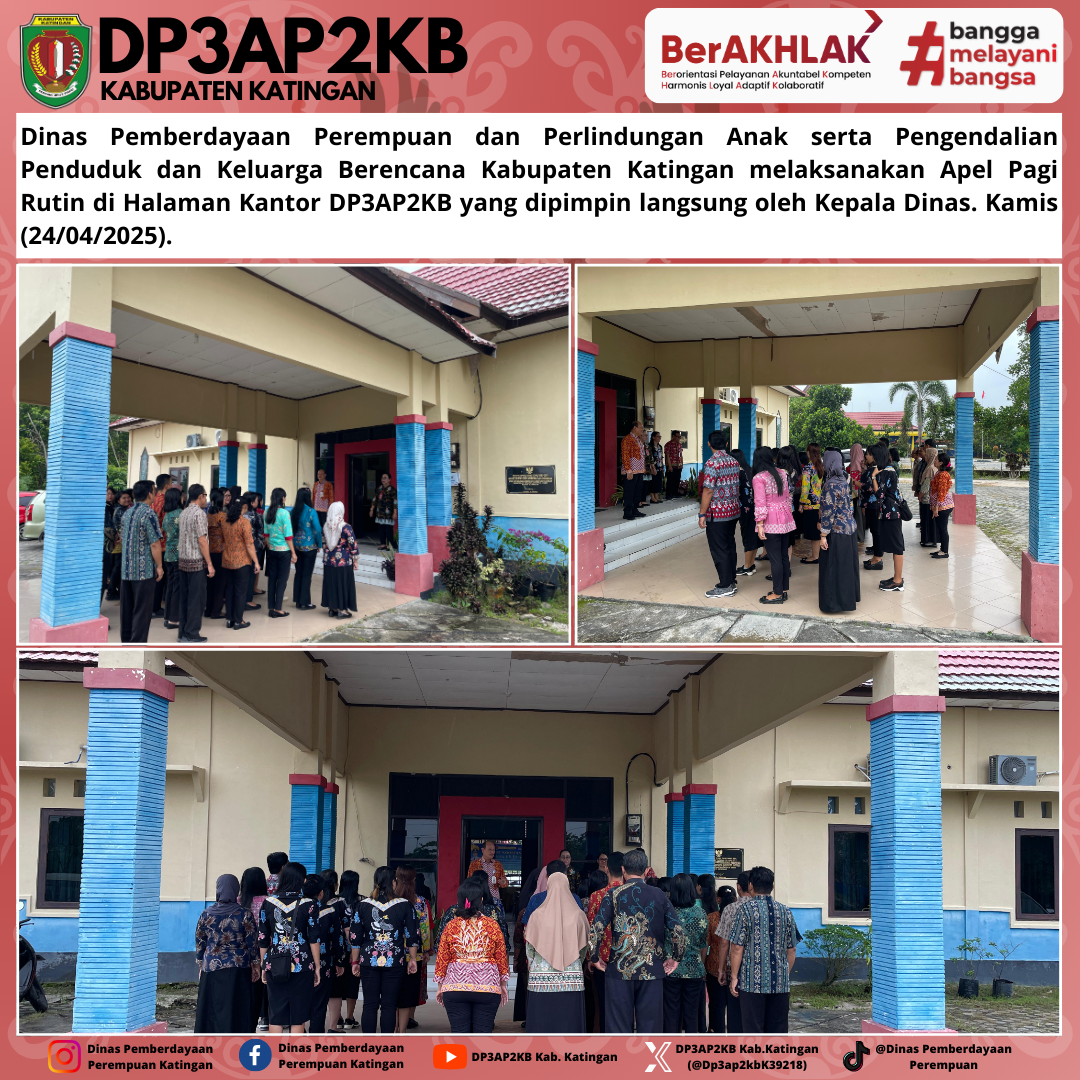 KABUPATEN
KATINGAN
DP3AP2KB
KABUPATEN KATINGAN
BerAKHLAK
Berorientasi Pelayanan Akuntabel Kompeten
Harmonis Loyal Adaptif Kolaboratif
#bangga
melayani
bangsa
Dinas Pemberdayaan Perempuan dan Perlindungan Anak serta Pengendalian
Penduduk dan Keluarga Berencana Kabupaten Katingan melaksanakan Apel Pagi
Rutin di Halaman Kantor DP3AP2KB yang dipimpin langsung oleh Kepala Dinas. Kamis
(24/04/2025).
Dinas Pemberdayaan
Perempuan Katingan
Dinas Pemberdayaan
Perempuan Katingan
DP3AP2KB Kab. Katingan
DP3AP2KB Kab.Katingan
(@Dp3ap2kbK39218)
@Dinas Pemberdayaan
Perempuan